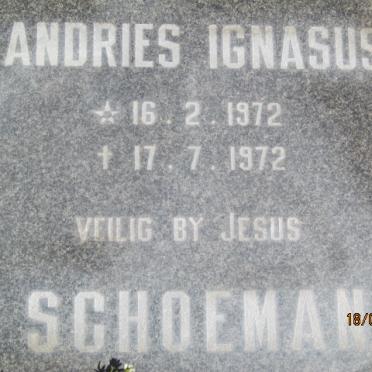 ANDRIES IGNASUS
☆ 16.2.1972
† 17.7.1972
VEILIG BY JESUS
SCHOEMAN